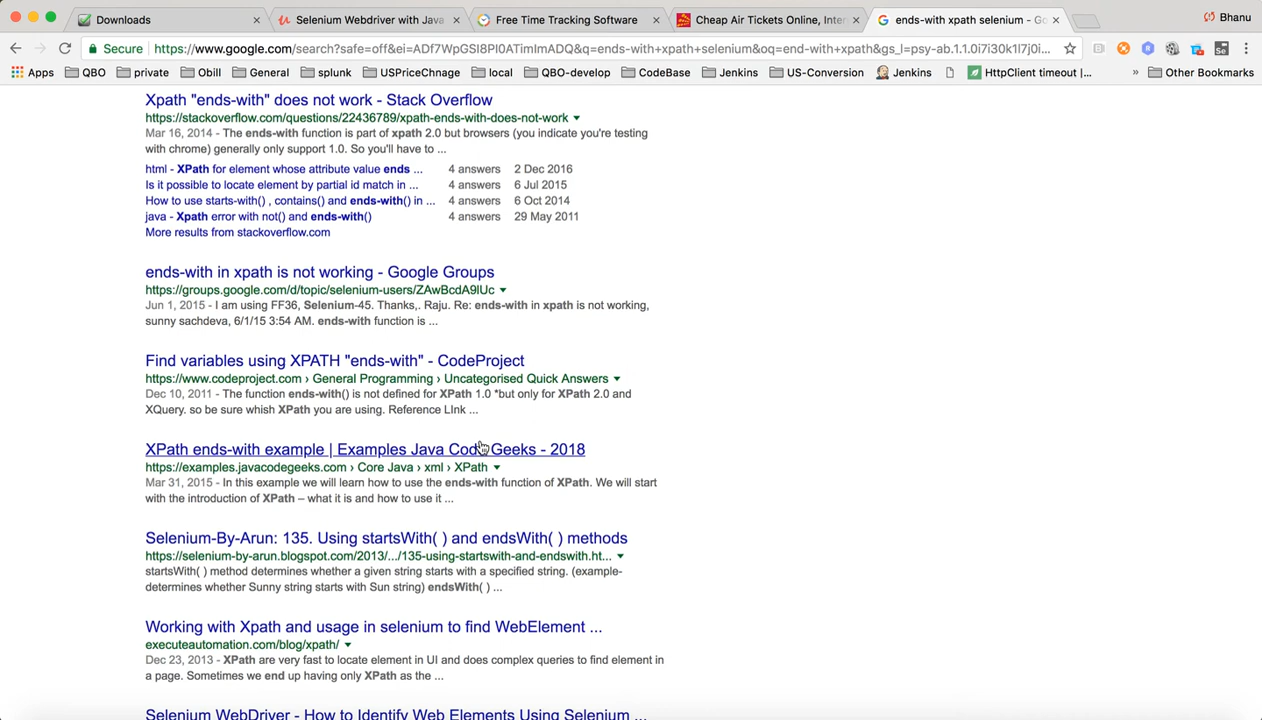 Downloads
Selenium Webdriver with Java
Free Time Tracking Software
Cheap Air Tickets Online, Inter
ends-with xpath selenium - Go
Bhanu
Secure https://www.google.com/search?safe=off&ei=ADf7WpGSI8PI0ATimImADQ&q=ends-with+xpath+selenium&oq=end-with+xpath&gs_l=psy-ab.1.1.0i7i30k1l7j0i...
Apps QBO private Obill General splunk USPriceChnage local QBO-develop CodeBase Jenkins US-Conversion Jenkins HttpClient timeout |... » Other Bookmarks
Xpath "ends-with" does not work - Stack Overflow
https://stackoverflow.com/questions/22436789/xpath-ends-with-does-not-work
Mar 16, 2014 - The ends-with function is part of xpath 2.0 but browsers (you indicate you're testing
with chrome) generally only support 1.0. So you'll have to ...
html - XPath for element whose attribute value ends ... 4 answers 2 Dec 2016
Is it possible to locate element by partial id match in ... 4 answers 6 Jul 2015
How to use starts-with() , contains() and ends-with() in ... 4 answers 6 Oct 2014
java - Xpath error with not() and ends-with() 4 answers 29 May 2011
More results from stackoverflow.com
ends-with in xpath is not working - Google Groups
https://groups.google.com/d/topic/selenium-users/ZAwBcdA9lUc
Jun 1, 2015 - I am using FF36, Selenium-45. Thanks,. Raju. Re: ends-with in xpath is not working,
sunny sachdeva, 6/1/15 3:54 AM. ends-with function is ...
Find variables using XPATH "ends-with" - CodeProject
https://www.codeproject.com › General Programming › Uncategorised Quick Answers
Dec 10, 2011 - The function ends-with() is not defined for XPath 1.0 *but only for XPath 2.0 and
XQuery. so be sure whish XPath you are using. Reference LInk ...
XPath ends-with example | Examples Java Code Geeks - 2018
https://examples.javacodegeeks.com › Core Java › xml › XPath
Mar 31, 2015 - In this example we will learn how to use the ends-with function of XPath. We will start
with the introduction of XPath – what it is and how to use it ...
Selenium-By-Arun: 135. Using startsWith( ) and endsWith( ) methods
https://selenium-by-arun.blogspot.com/2013/.../135-using-startswith-and-endswith.ht...
startsWith( ) method determines whether a given string starts with a specified string. (example-
determines whether Sunny string starts with Sun string) endsWith( ) ...
Working with Xpath and usage in selenium to find WebElement ...
executeautomation.com/blog/xpath/
Dec 23, 2013 - XPath are very fast to locate element in UI and does complex queries to find element in
a page. Sometimes we end up having only XPath as the ...
Selenium WebDriver - How to Identify Web Elements Using Selenium ...